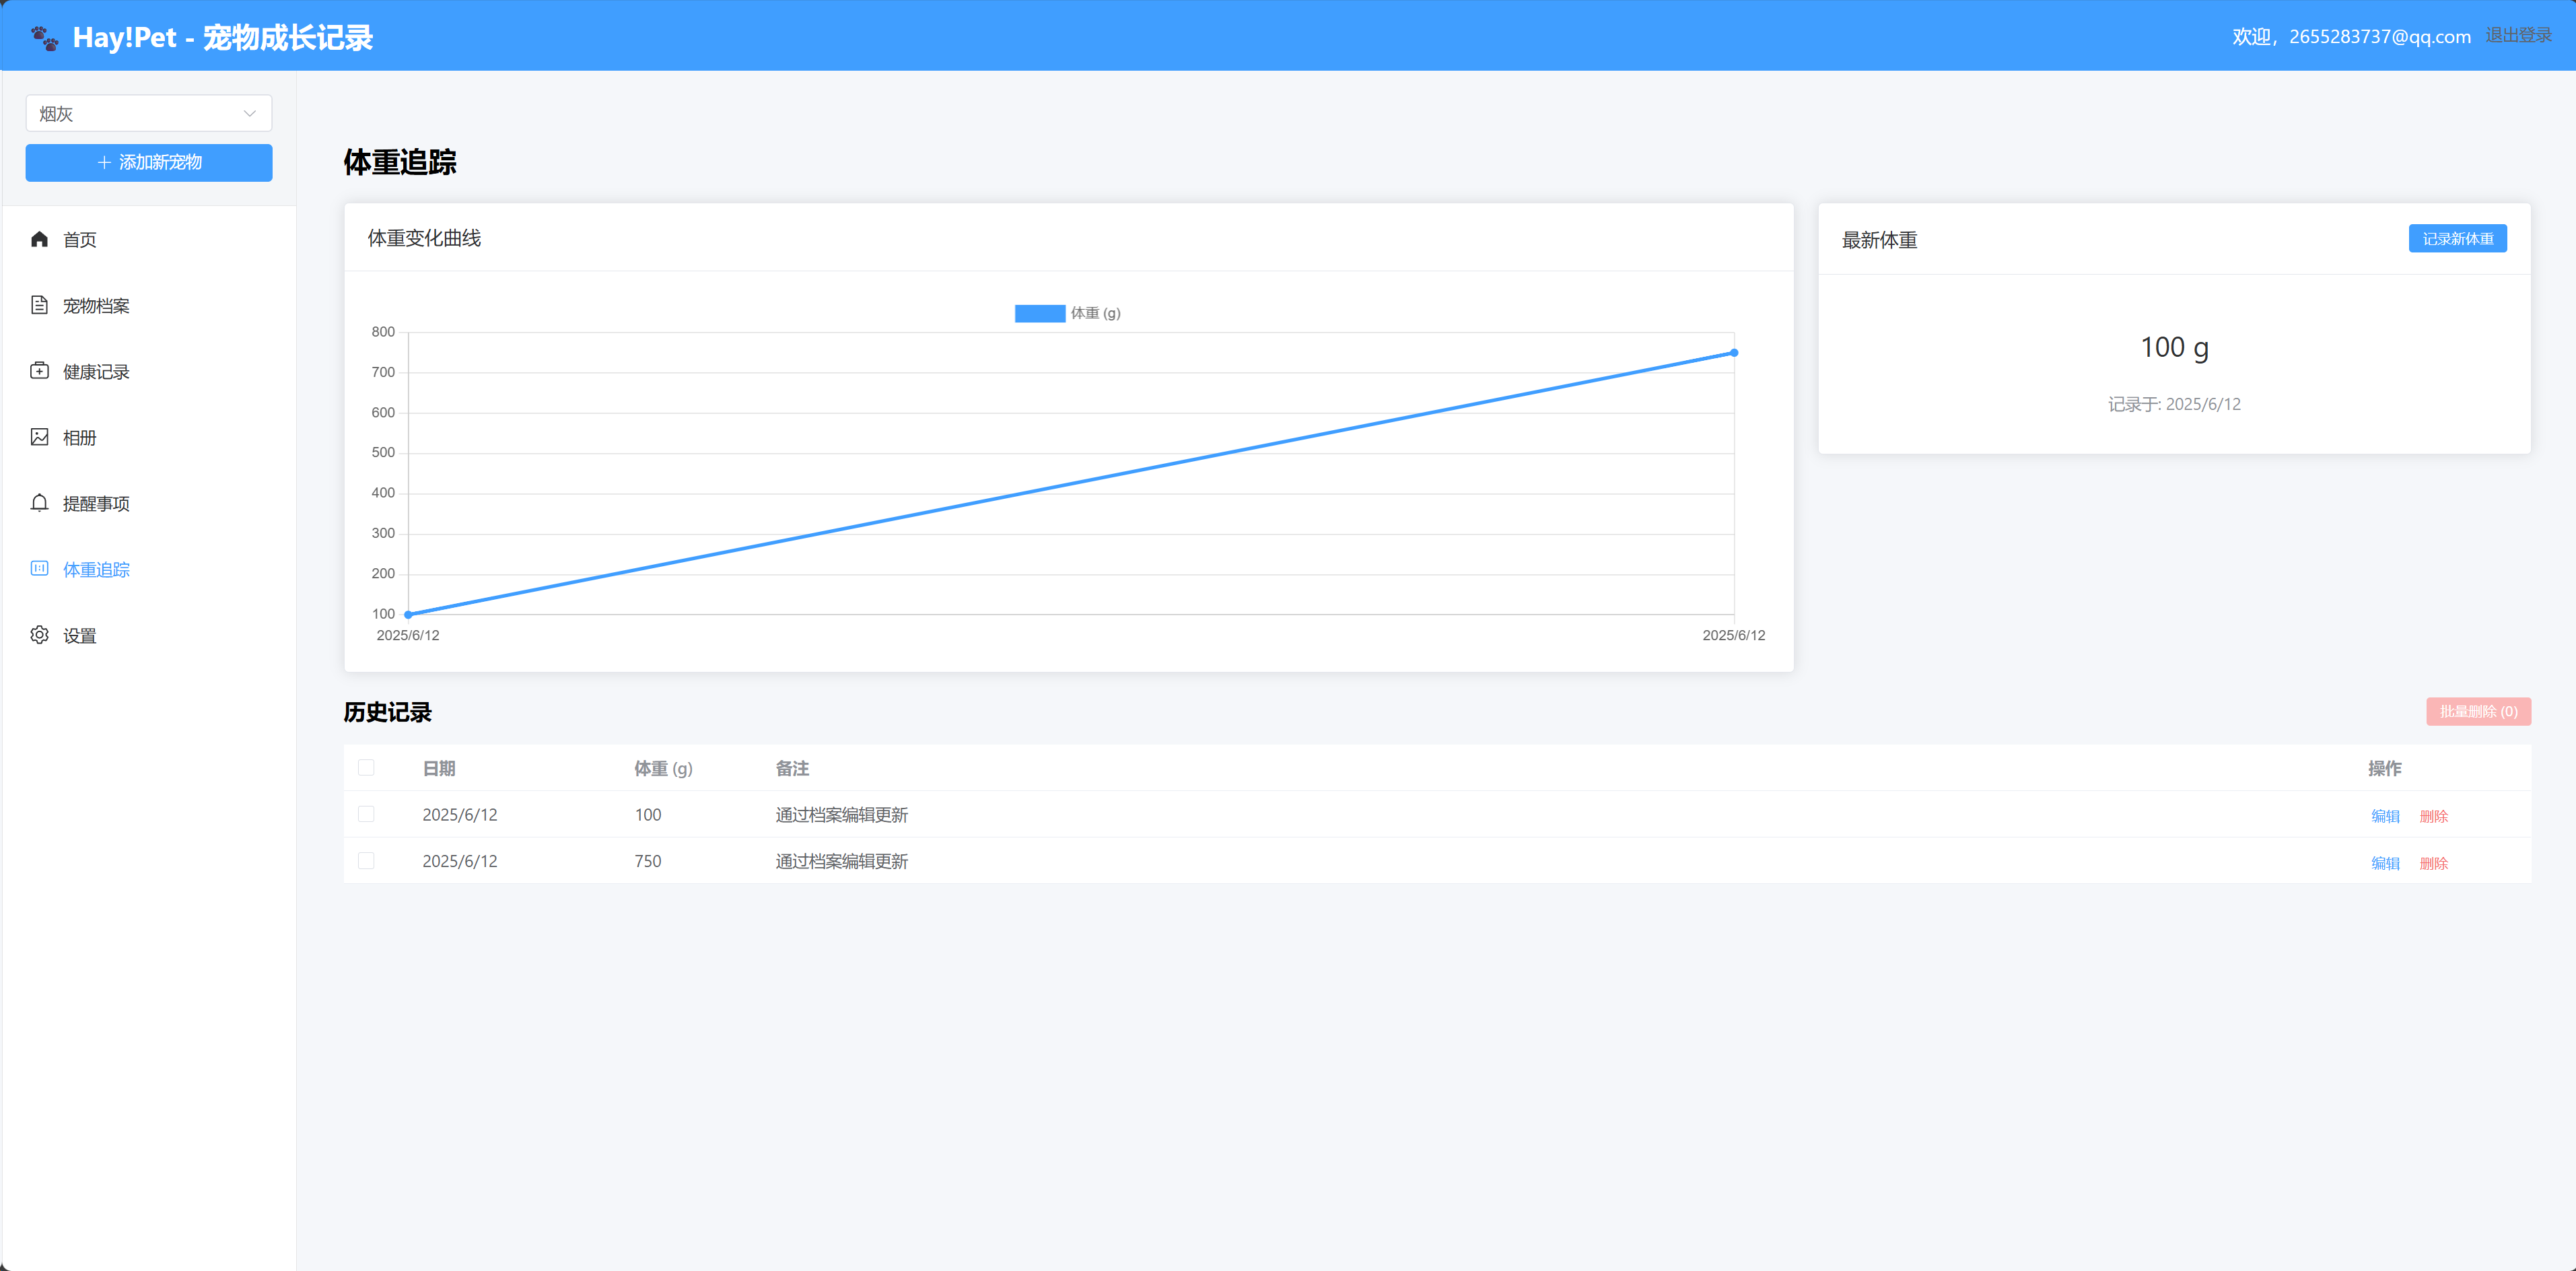 Hay!Pet - 宠物成长记录
欢迎，2655283737@qq.com 退出登录
烟灰
添加新宠物
首页
宠物档案
健康记录
相册
提醒事项
体重追踪
设置
体重追踪
体重变化曲线
体重 (g)
800
700
600
500
400
300
200
100
2025/6/12 2025/6/12
最新体重 记录新体重
100 g
记录于: 2025/6/12
历史记录 批量删除 (0)
日期 体重 (g) 备注 操作
2025/6/12 100 通过档案编辑更新 编辑 删除
2025/6/12 750 通过档案编辑更新 编辑 删除